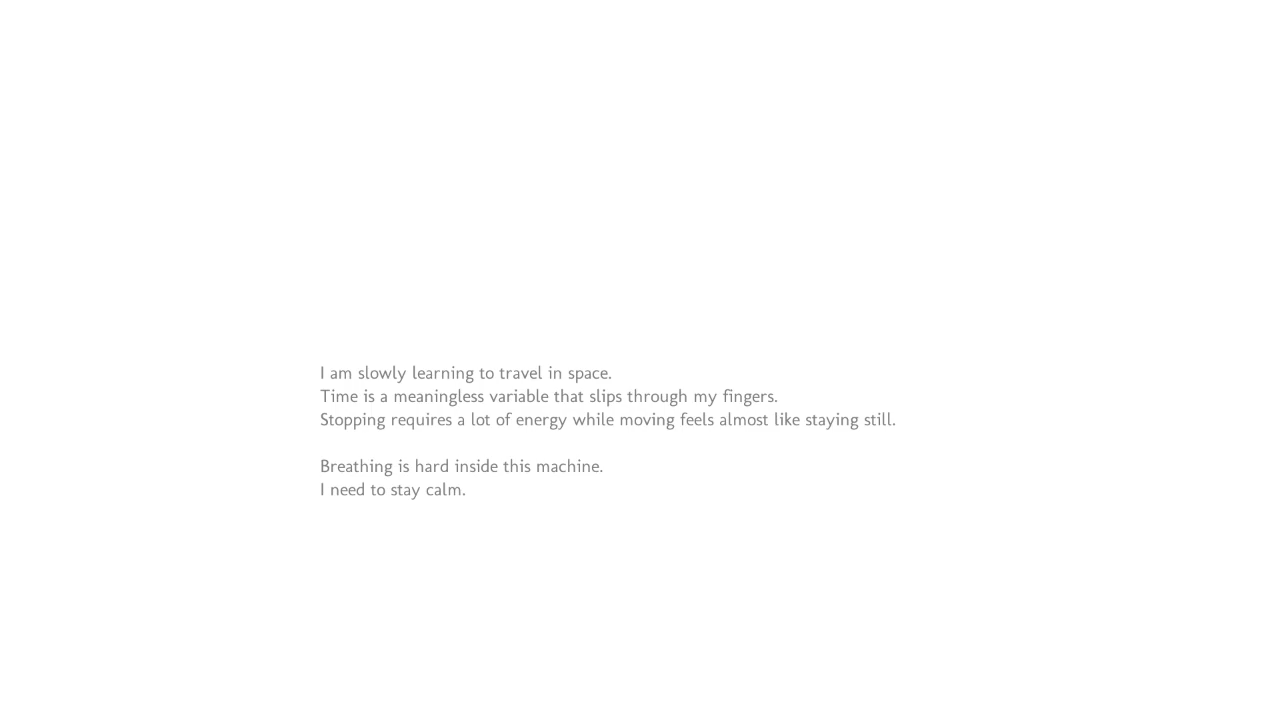 I am slowly learning to travel in space.
Time is a meaningless variable that slips through my fingers.
Stopping requires a lot of energy while moving feels almost like staying still.

Breathing is hard inside this machine.
I need to stay calm.